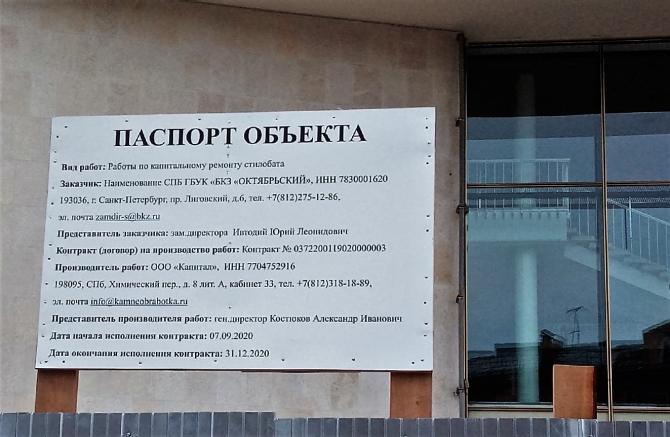 ПАСПОРТ ОБЪЕКТА
Вид работ: Работы по капитальному ремонту стилобата
Заказчик: Наименование СПБ ГБУК «БКЗ «ОКТЯБРЬСКИЙ», ИНН 7830001620
193036, г. Санкт-Петербург, пр. Лиговский, д.6, тел. +7(812)275-12-86,
эл. почта zamdir-s@bkz.ru
Представитель заказчика: зам.директора Интодий Юрий Леонидович
Контракт (договор) на производство работ: Контракт № 0372200119020000003
Производитель работ: ООО «Капитал», ИНН 7704752916
198095, СПб, Химический пер., д. 8 лит. А, кабинет 33, тел. +7(812)318-18-89,
эл. почта info@kamneobrabotka.ru
Представитель производителя работ: ген.директор Костюков Александр Иванович
Дата начала исполнения контракта: 07.09.2020
Дата окончания исполнения контракта: 31.12.2020